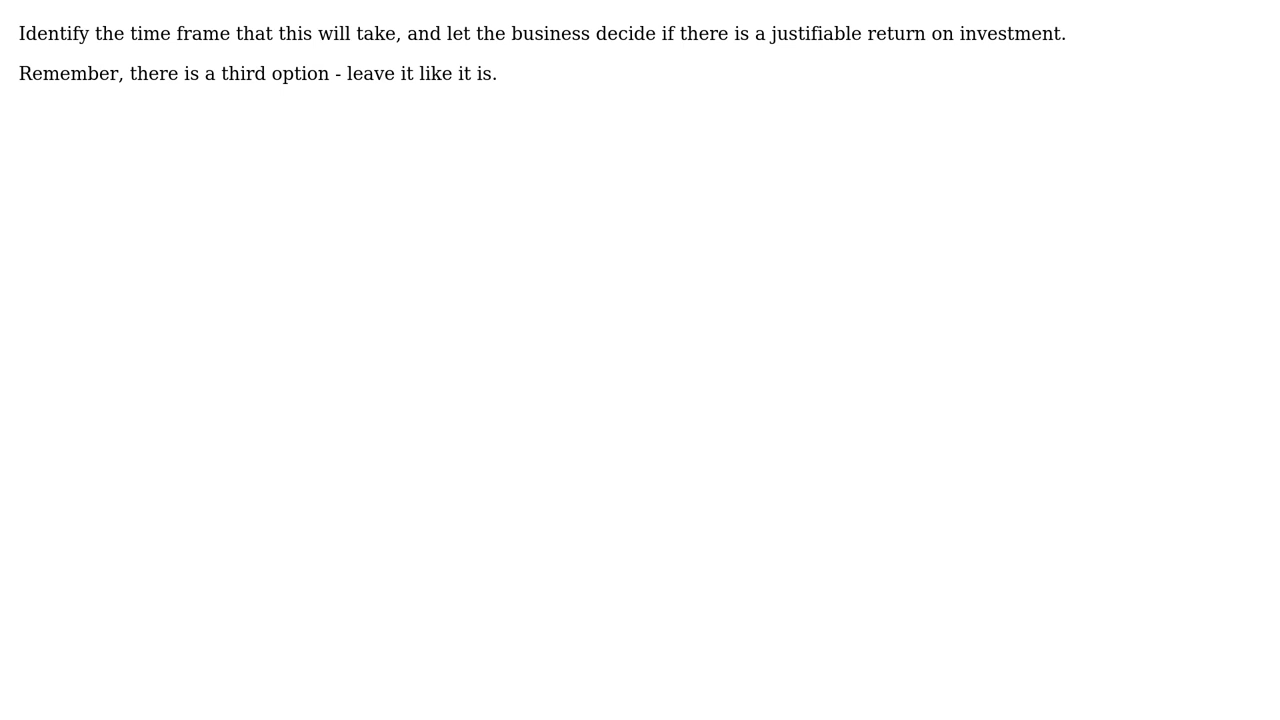 Identify the time frame that this will take, and let the business decide if there is a justifiable return on investment.
Remember, there is a third option - leave it like it is.